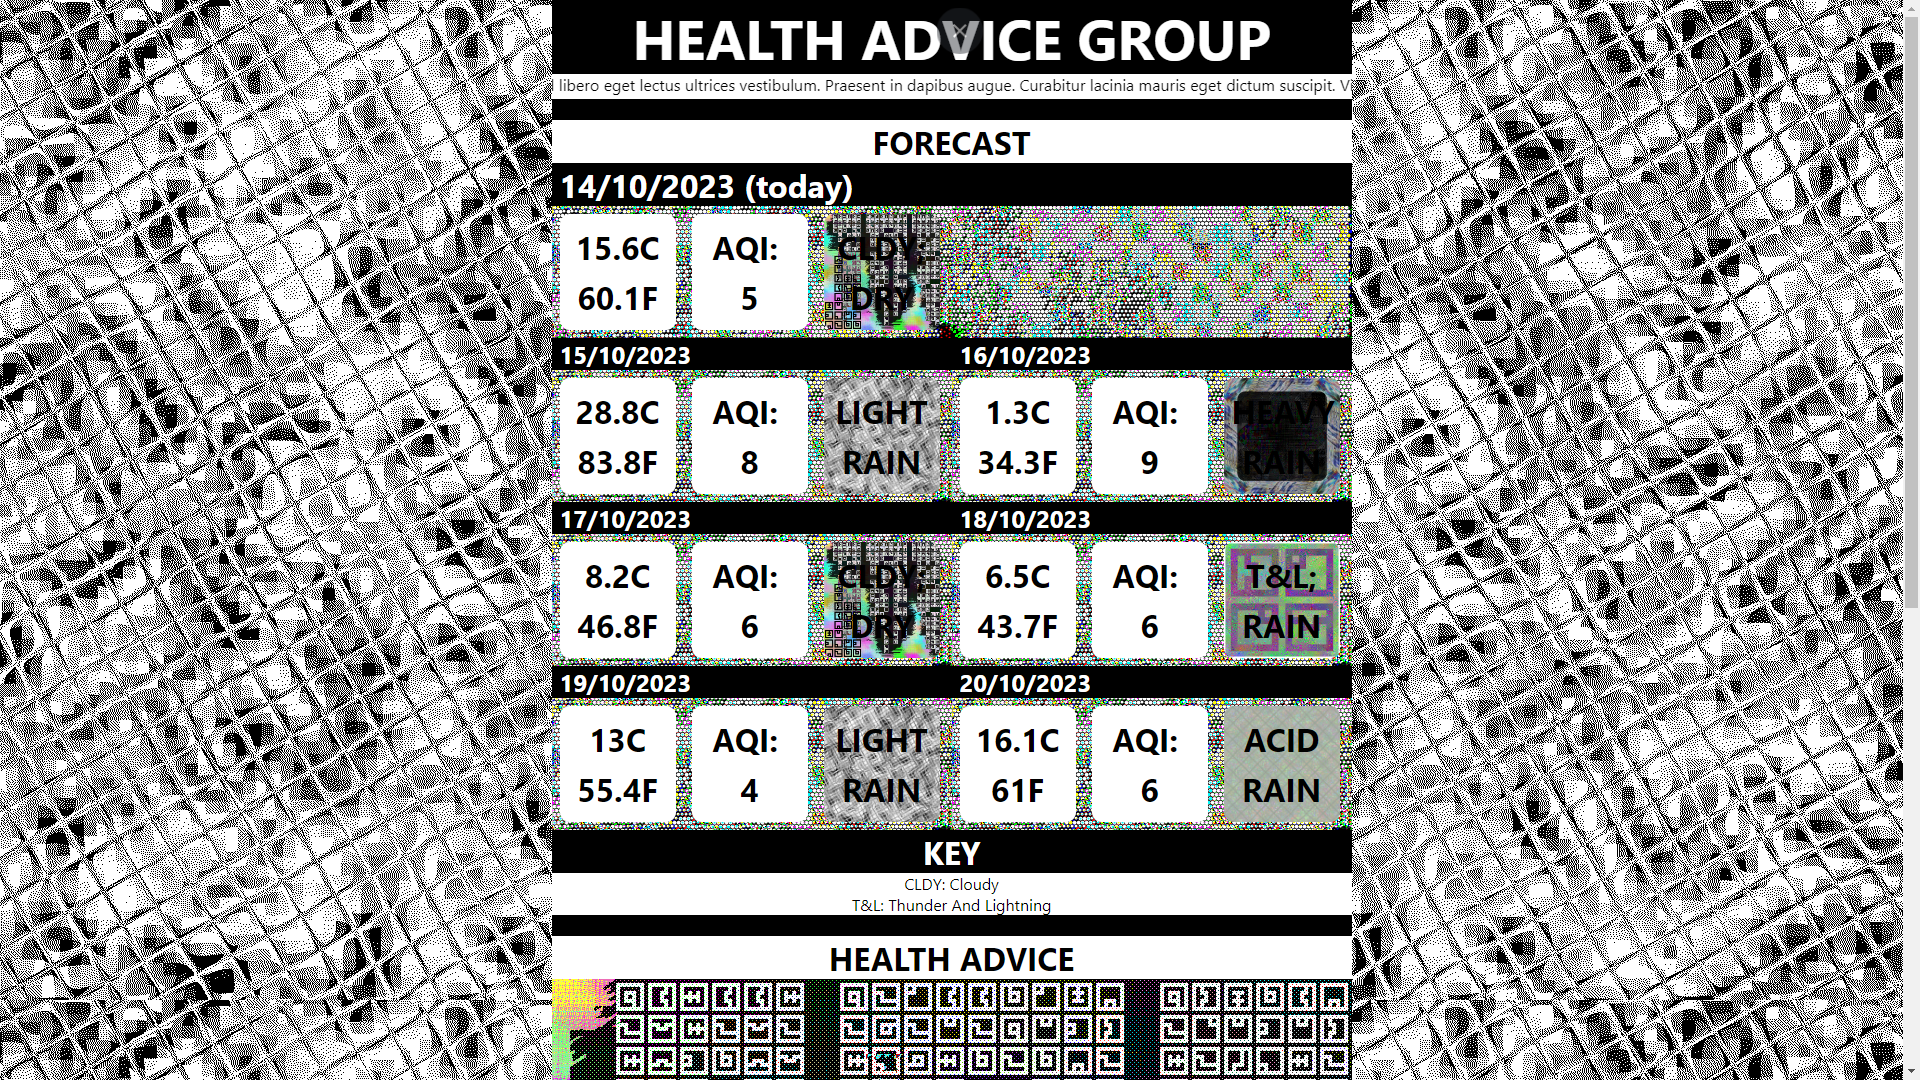 HEALTH ADVICE GROUP
libero eget lectus ultrices vestibulum. Praesent in dapibus augue. Curabitur lacinia mauris eget dictum suscipit. V
FORECAST
14/10/2023 (today)
15.6C
60.1F
AQI:
5
CLDY;
DRY
15/10/2023
28.8C
83.8F
AQI:
8
LIGHT
RAIN
16/10/2023
1.3C
34.3F
AQI:
9
HEAVY
RAIN
17/10/2023
8.2C
46.8F
AQI:
6
CLDY;
DRY
18/10/2023
6.5C
43.7F
AQI:
6
T&L;
RAIN
19/10/2023
13C
55.4F
AQI:
4
LIGHT
RAIN
20/10/2023
16.1C
61F
AQI:
6
ACID
RAIN
KEY
CLDY: Cloudy
T&L: Thunder And Lightning
HEALTH ADVICE